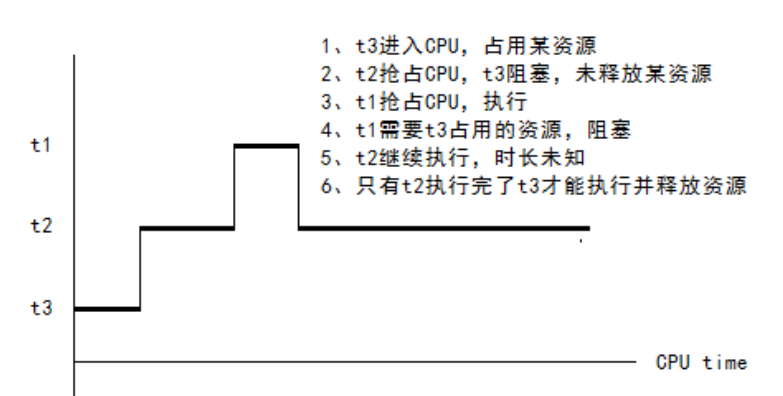 1、t3进入CPU，占用某资源
2、t2抢占CPU，t3阻塞，未释放某资源
3、t1抢占CPU，执行
4、t1需要t3占用的资源，阻塞
5、t2继续执行，时长未知
6、只有t2执行完了t3才能执行并释放资源
t1
t2
t3
CPU time